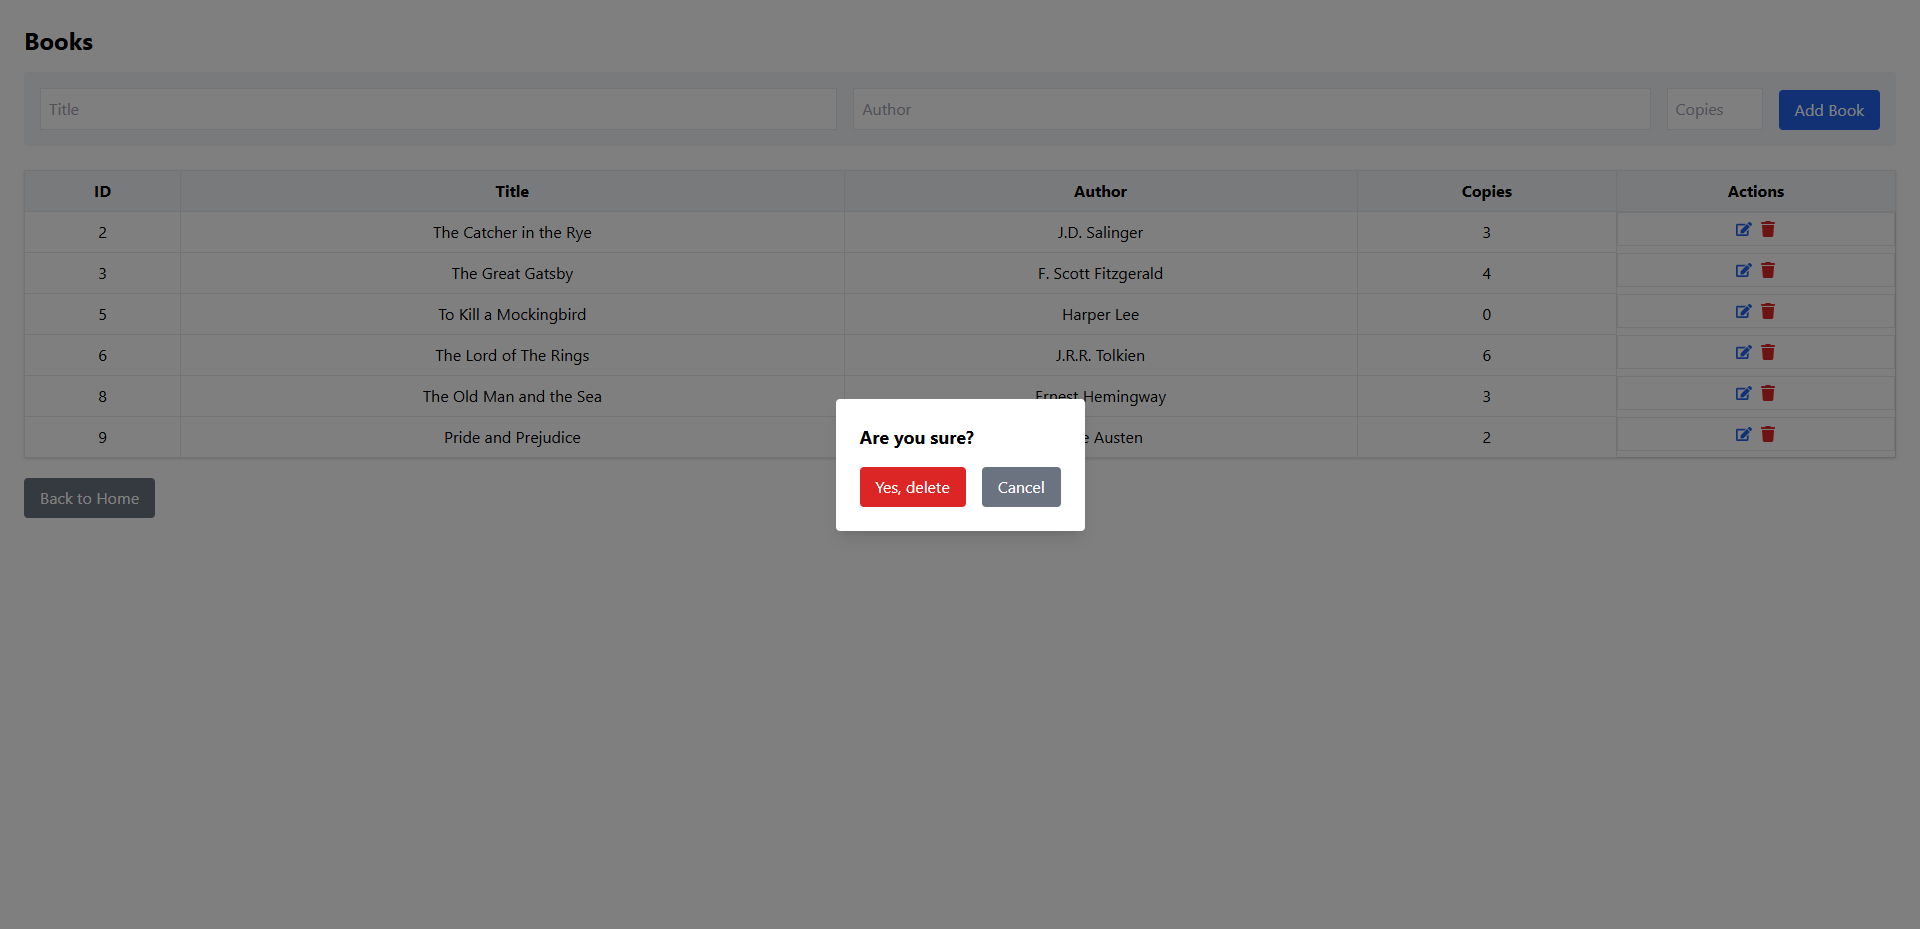 Books
Title Author Copies Add Book
ID Title Author Copies Actions
2 The Catcher in the Rye J.D. Salinger 3
3 The Great Gatsby F. Scott Fitzgerald 4
5 To Kill a Mockingbird Harper Lee 0
6 The Lord of The Rings J.R.R. Tolkien 6
8 The Old Man and the Sea Ernest Hemingway 3
9 Pride and Prejudice Austen 2
Are you sure?
Yes, delete Cancel
Back to Home